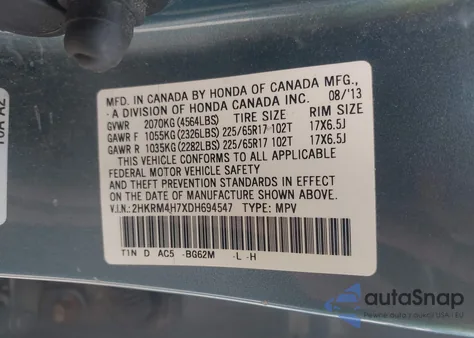 MFD. IN CANADA BY HONDA OF CANADA MFG.,
A DIVISION OF HONDA CANADA INC. 08/'13
GVWR 2070KG (4564LBS) TIRE SIZE RIM SIZE
GAWR F 1055KG (2326LBS) 225/65R17 102T 17X6.5J
GAWR R 1035KG (2282LBS) 225/65R17 102T 17X6.5J
THIS VEHICLE CONFORMS TO ALL APPLICABLE
FEDERAL MOTOR VEHICLE SAFETY
AND THEFT PREVENTION STANDARDS IN EFFECT
ON THE DATE OF MANUFACTURE SHOWN ABOVE.
V.I.N.: 2HKRM4H7XDH694547 TYPE: MPV
T1N D AC5 -BG62M -L -H
autoSnap